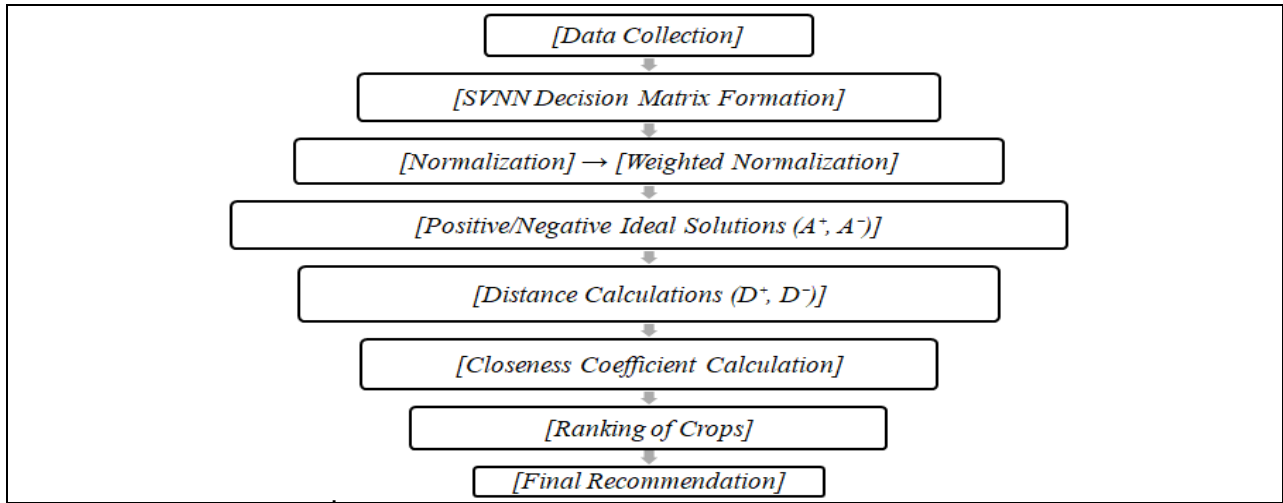 [Data Collection]
[SVNN Decision Matrix Formation]
[Normalization] → [Weighted Normalization]
[Positive/Negative Ideal Solutions (A⁺, A⁻)]
[Distance Calculations (D⁺, D⁻)]
[Closeness Coefficient Calculation]
[Ranking of Crops]
[Final Recommendation]